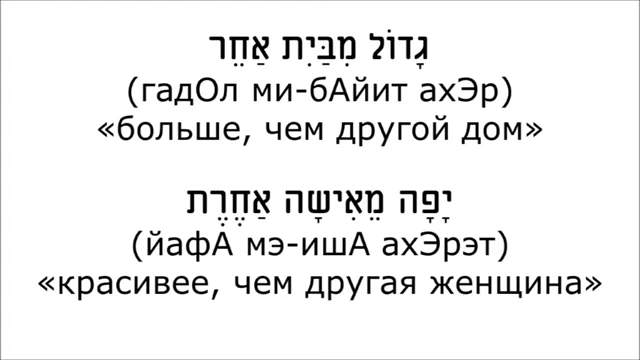 גָדוֹל מִבַּיִת אַחֵר
(гадОл ми-бАйит ахЭр)
«больше, чем другой дом»
יָפָה מֵאִישָה אַחֶרֶת
(йафА мэ-ишА ахЭрэт)
«красивее, чем другая женщина»